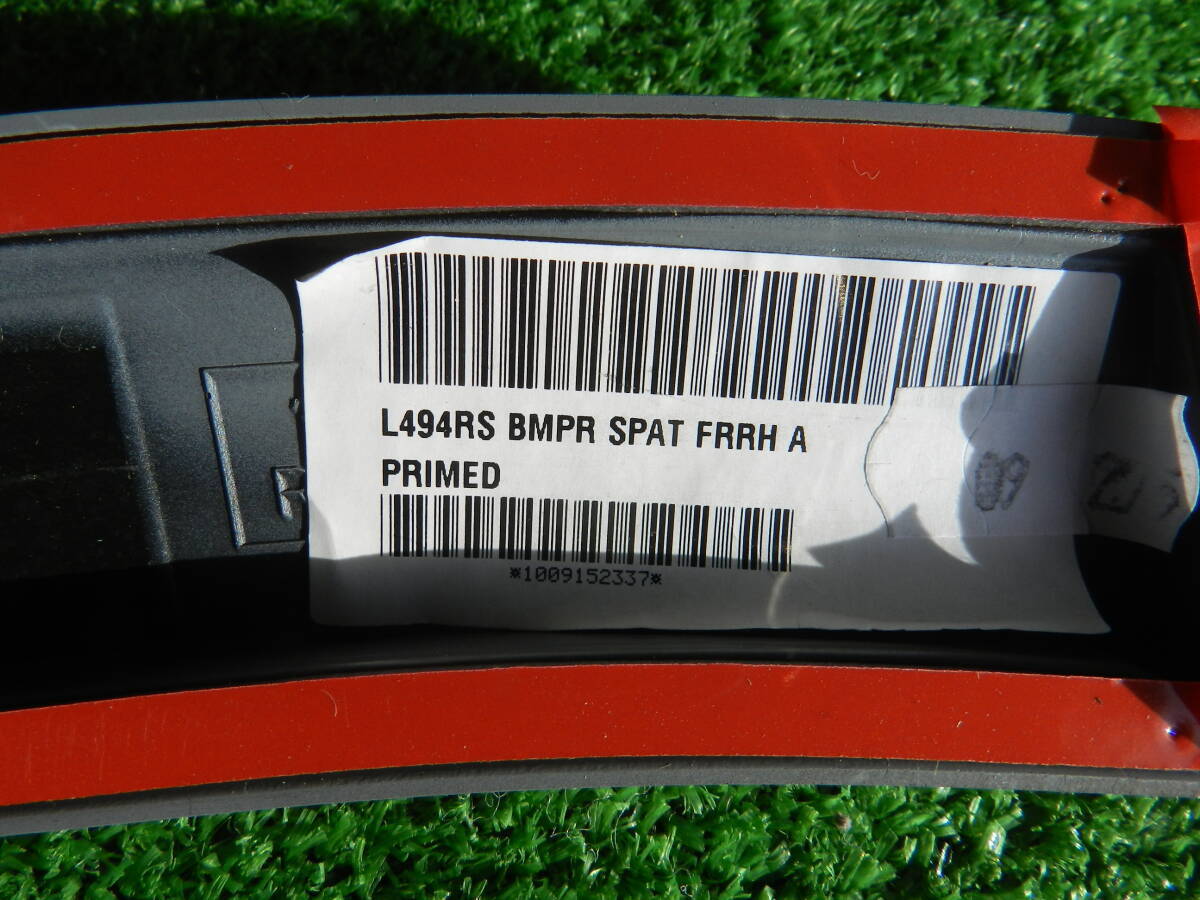 L494RS BMPR SPAT FRRH A
PRIMED
*1009152337*